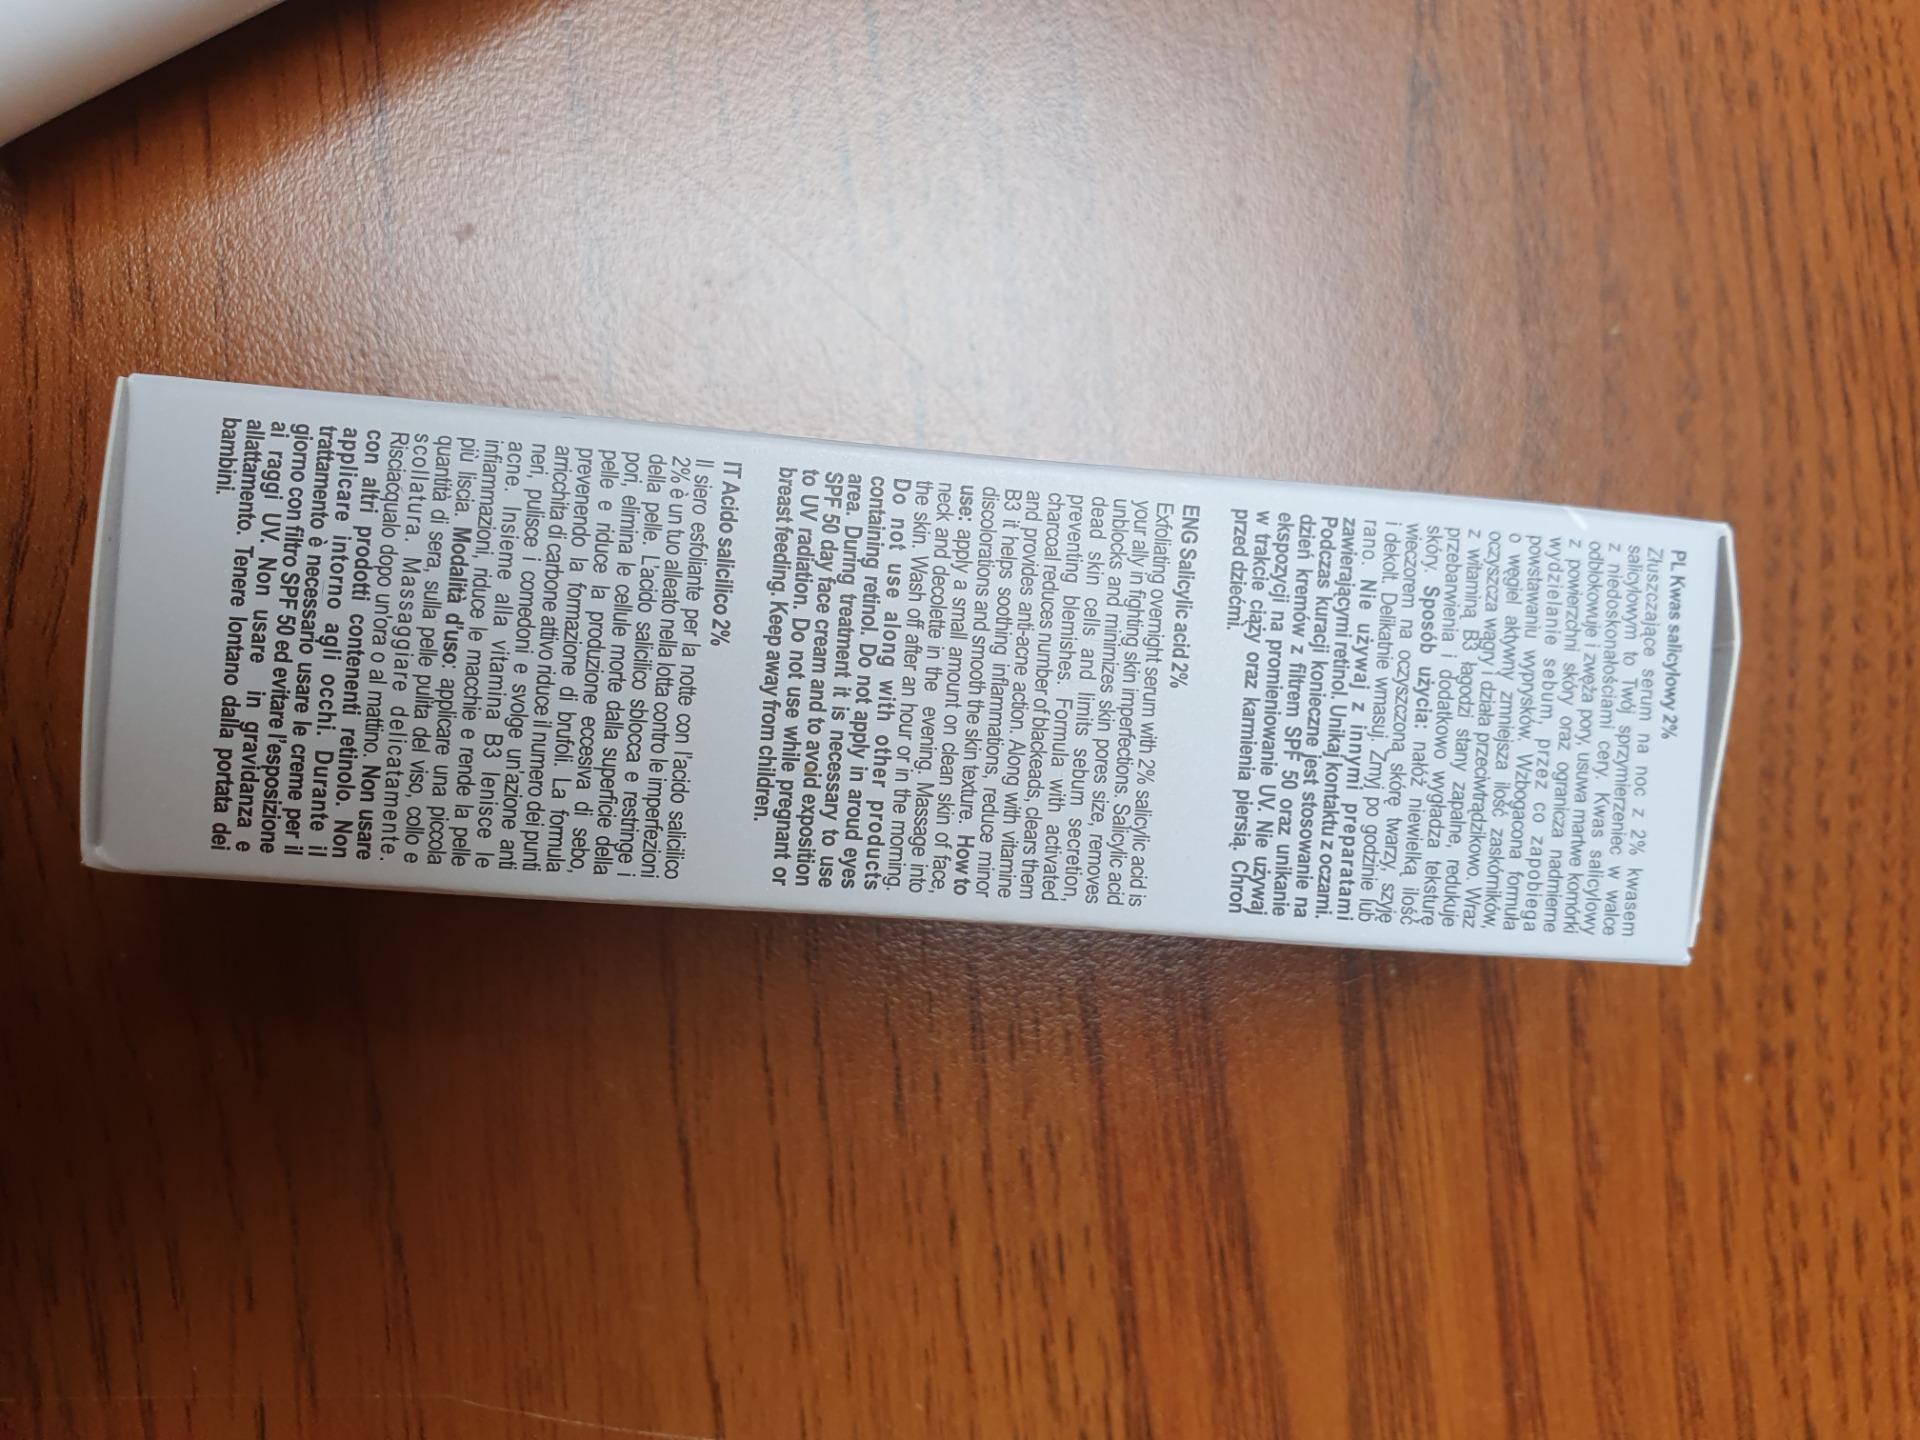 PL Kwas salicylowy 2%
Złuszczające serum na noc z 2% kwasem
salicylowym to Twój sprzymierzeniec w walce
z niedoskonałościami cery. Kwas salicylowy
odblokowuje i zwęża pory, usuwa martwe komórki
z powierzchni skóry oraz ogranicza nadmierne
wydzielanie sebum, przez co zapobiega
powstawaniu wyprysków. Wzbogacona formuła
o węgiel aktywny zmniejsza ilość zaskórników,
oczyszcza wągry i działa przeciwtrądzikowo. Wraz
z witaminą B3 łagodzi stany zapalne, redukuje
przebarwienia i dodatkowo wygładza teksturę
skóry. Sposób użycia: nałóż niewielką ilość
wieczorem na oczyszczoną skórę twarzy, szyję
i dekolt. Delikatnie wmasuj. Zmyj po godzinie lub
rano. Nie używaj z innymi preparatami
zawierającymi retinol. Unikaj kontaktu z oczami.
Podczas kuracji konieczne jest stosowanie na
dzień kremów z filtrem SPF 50 oraz unikanie
ekspozycji na promieniowanie UV. Nie używaj
w trakcie ciąży oraz karmienia piersią. Chroń
przed dziećmi.
ENG Salicylic acid 2%
Exfoliating overnight serum with 2% salicylic acid is
your ally in fighting skin imperfections. Salicylic acid
unblocks and minimizes skin pores size, removes
dead skin cells and limits sebum secretion,
preventing blemishes. Formula with activated
charcoal reduces number of blackeads, clears them
and provides anti-acne action. Along with vitamine
B3 it helps soothing inflammations, reduce minor
discolorations and smooth the skin texture. How to
use: apply a small amount on clean skin of face,
neck and decolette in the evening. Massage into
the skin. Wash off after an hour or in the morning.
Do not use along with other products
containing retinol. Do not apply in aroud eyes
area. During treatment it is necessary to use
SPF 50 day face cream and to avoid exposition
to UV radiation. Do not use while pregnant or
breast feeding. Keep away from children.
IT Acido salicilico 2%
Il siero esfoliante per la notte con l'acido salicilico
2% è un tuo alleato nella lotta contro le imperfezioni
della pelle. L'acido salicilico sblocca e restringe i
pori, elimina le cellule morte dalla superficie della
pelle e riduce la produzione eccesiva di sebo,
prevenendo la formazione di brufoli. La formula
arricchita di carbone attivo riduce il numero dei punti
neri, pulisce i comedoni e svolge un'azione anti
acne. Insieme alla vitamina B3 lenisce le
infiammazioni, riduce le macchie e rende la pelle
più liscia. Modalità d'uso: applicare una piccola
quantità di sera, sulla pelle pulita del viso, collo e
scollatura. Massaggiare delicatamente.
Risciacqualo dopo un'ora o al mattino. Non usare
con altri prodotti contenenti retinolo. Non
applicare intorno agli occhi. Durante il
trattamento è necessario usare le creme per il
giorno con filtro SPF 50 ed evitare l'esposizione
ai raggi UV. Non usare in gravidanza e
allattamento. Tenere lontano dalla portata dei
bambini.